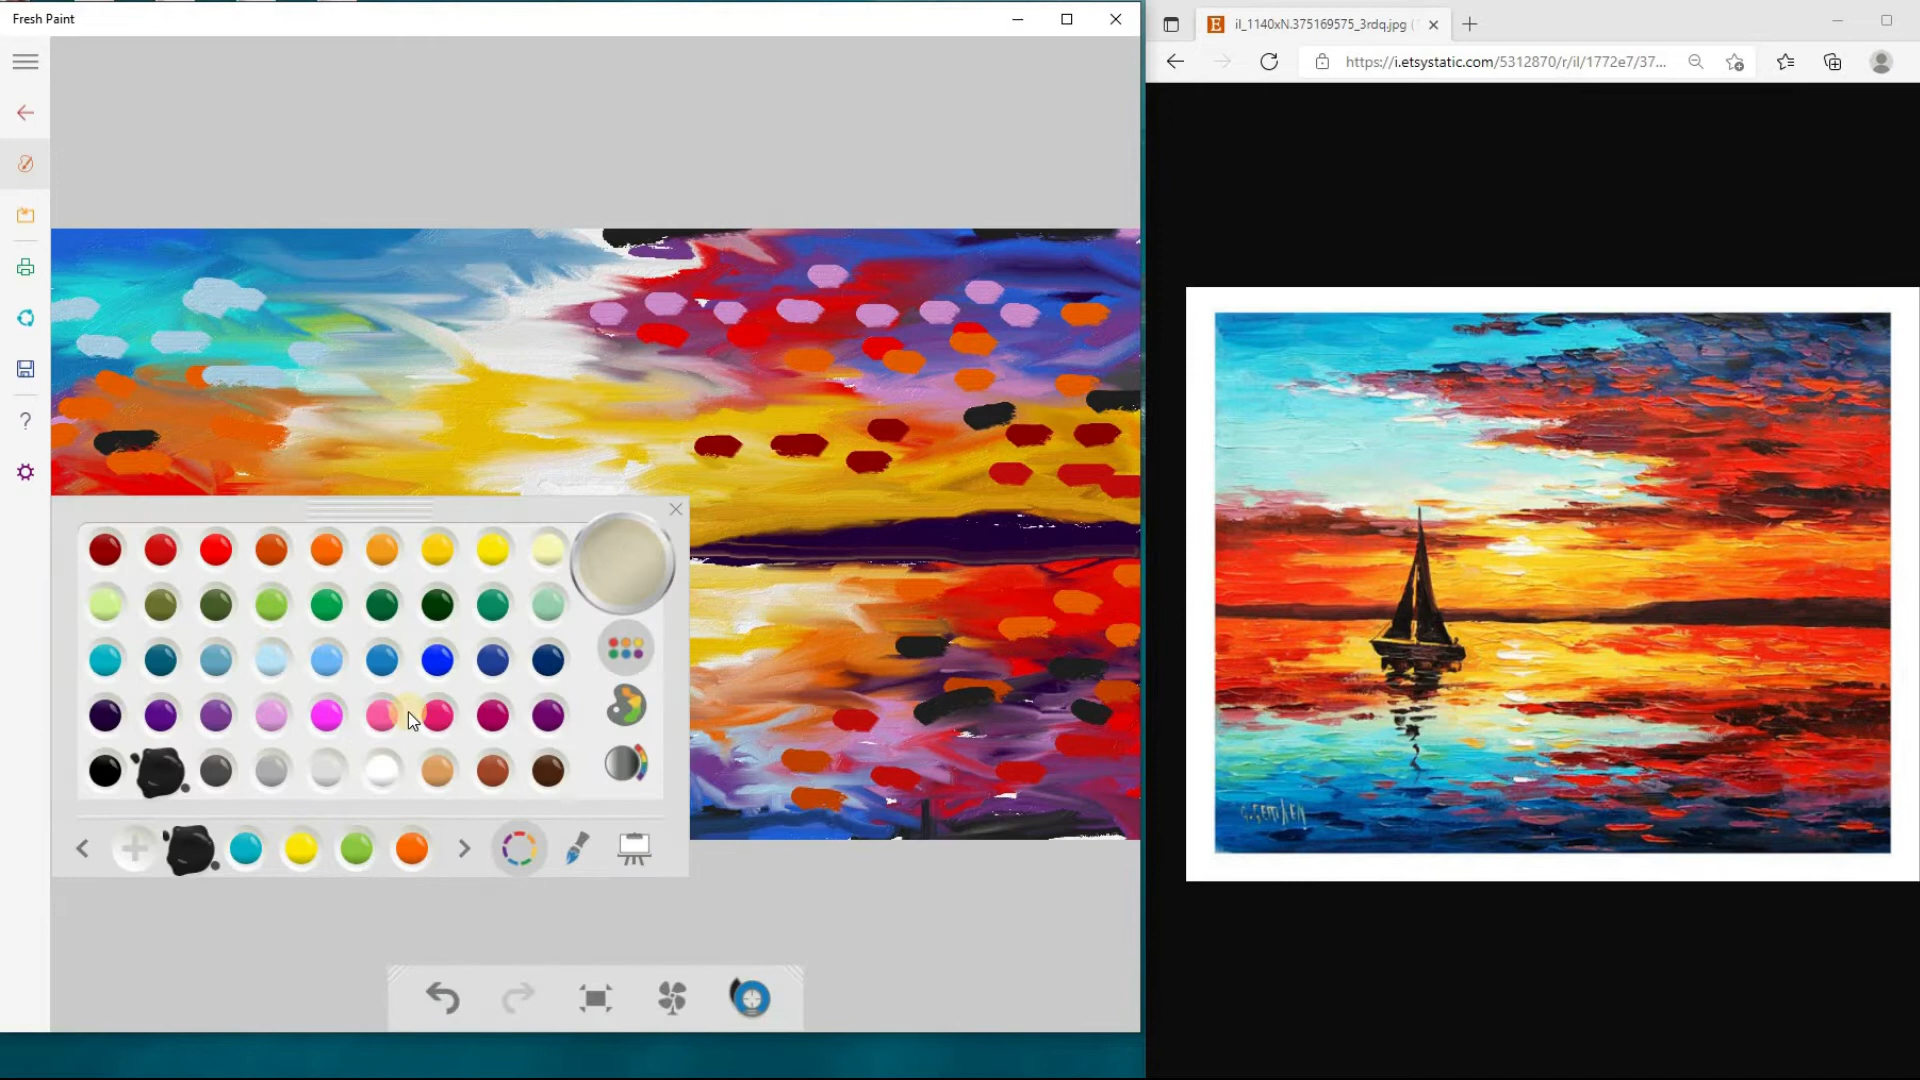 Fresh Paint
il_1140xN.375169575_3rdq.jpg (
https://i.etsystatic.com/5312870/r/il/1772e7/37...
E
?